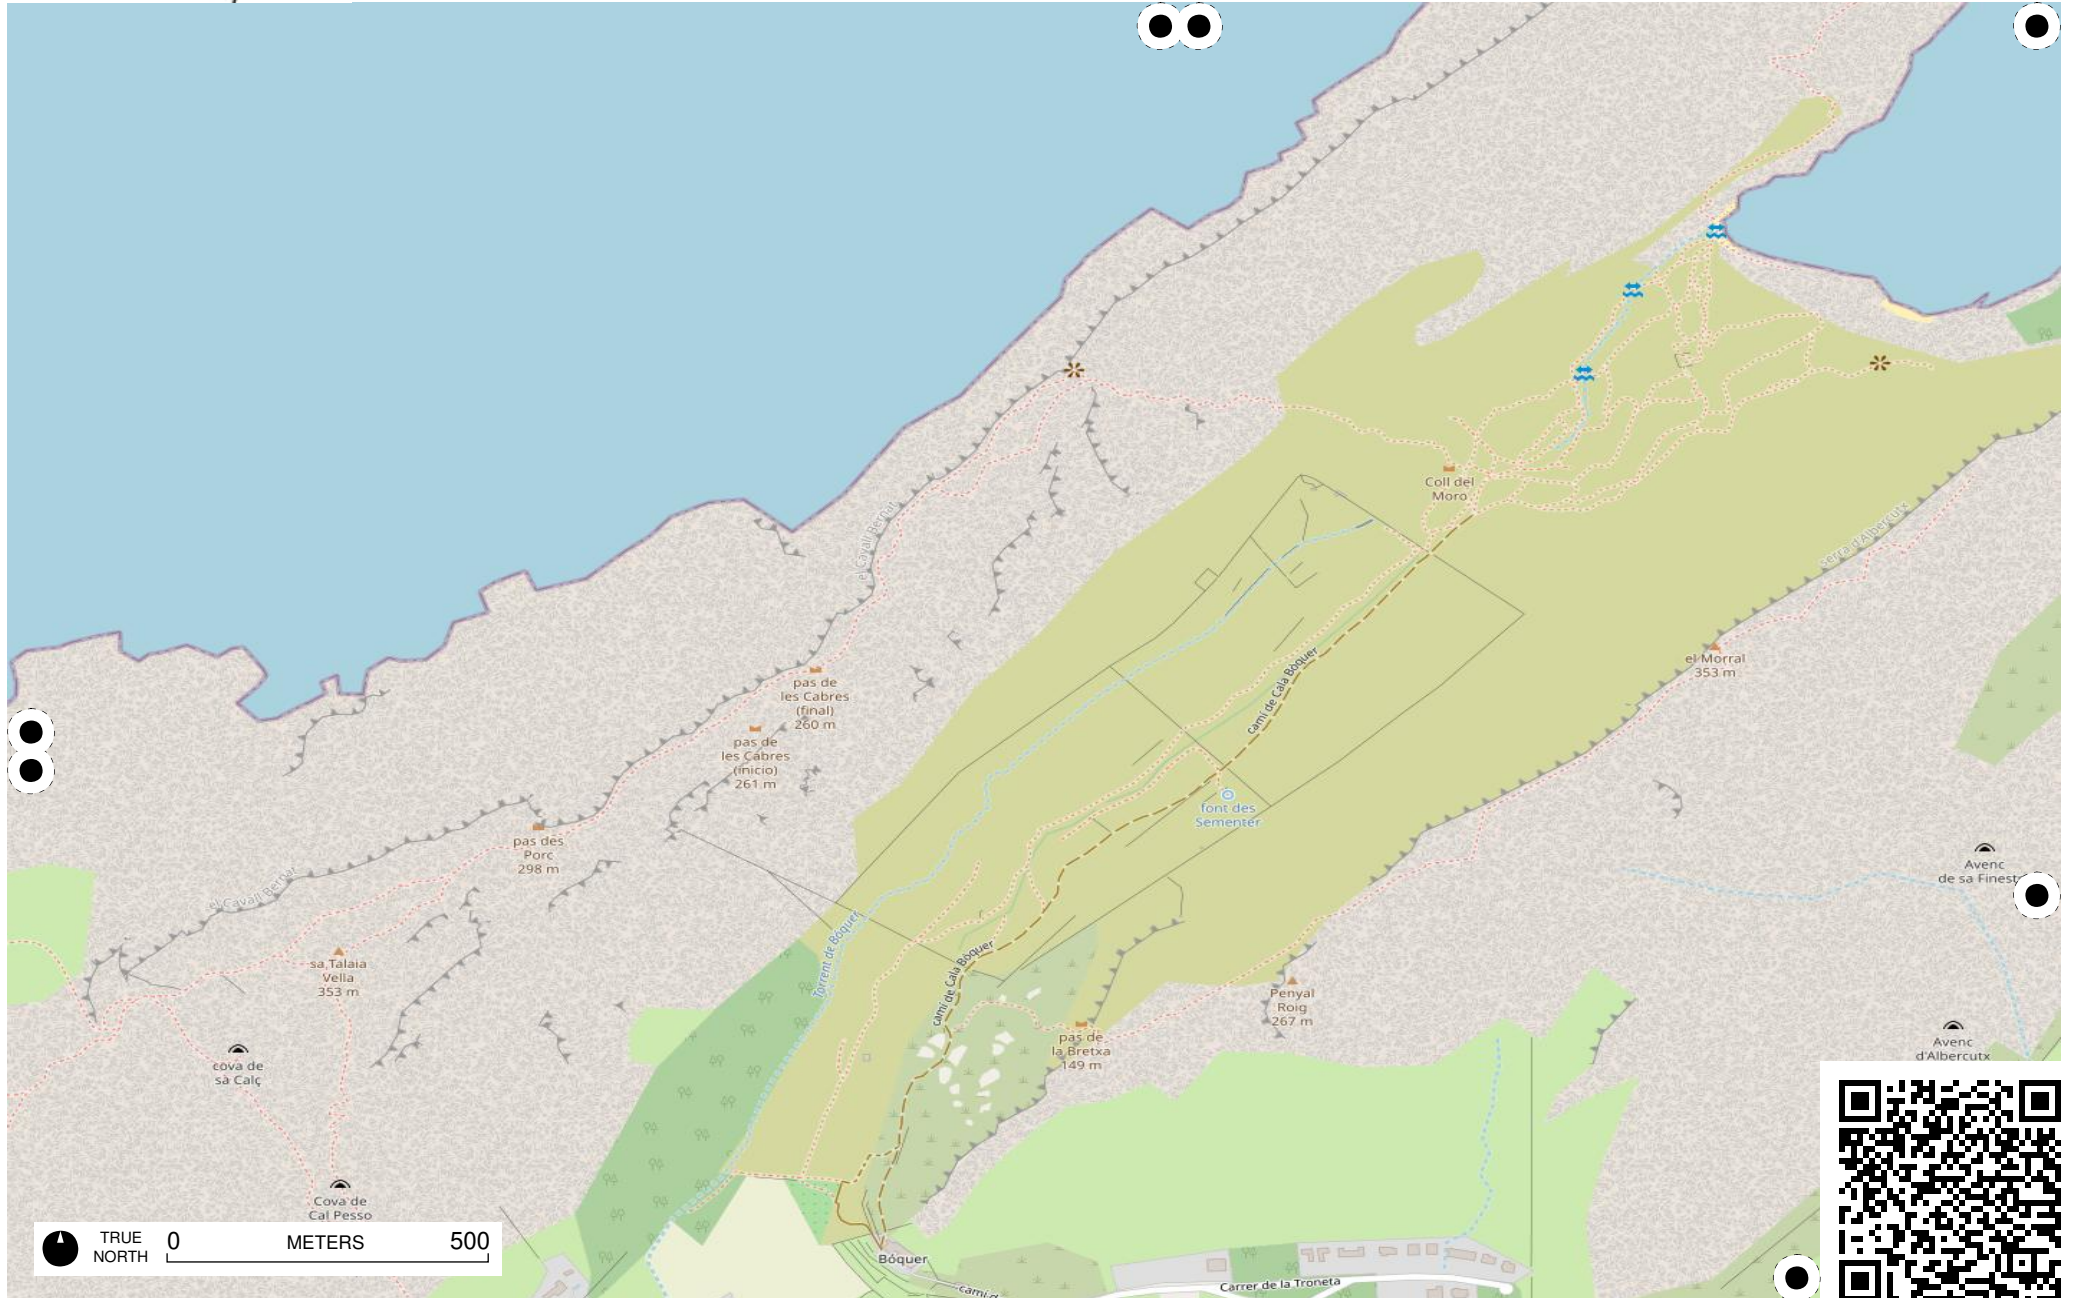 el Cavall Bernat
Coll del
Moro
serra d'Albercutx
el Morral
353 m
pas de
les Cabres
(final)
260 m
pas de
les Cabres
(inicio)
261 m
camí de Cala Bóquer
font des
Sementer
pas des
Porc
298 m
el Cavall Bernat
Avenc
de sa Finest
Torrent de Bóquer
camí de Cala Bóquer
sa Talaia
Vella
353 m
Penyal
Roig
267 m
pas de
la Bretxa
149 m
Avenc
d'Albercutx
cova de
sa Calç
Cova de
Cal Pesso
TRUE
NORTH
0 METERS 500
Bóquer
camí d
Carrer de la Troneta